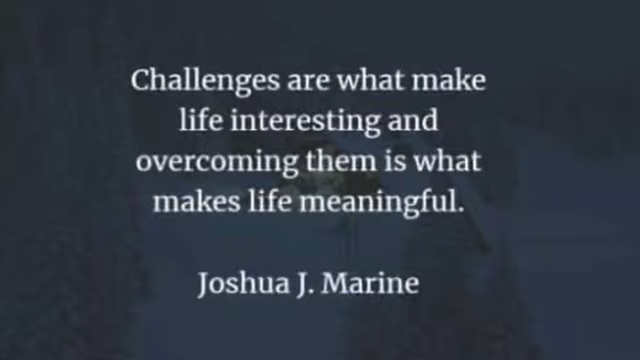 Challenges are what make
life interesting and
overcoming them is what
makes life meaningful.
Joshua J. Marine